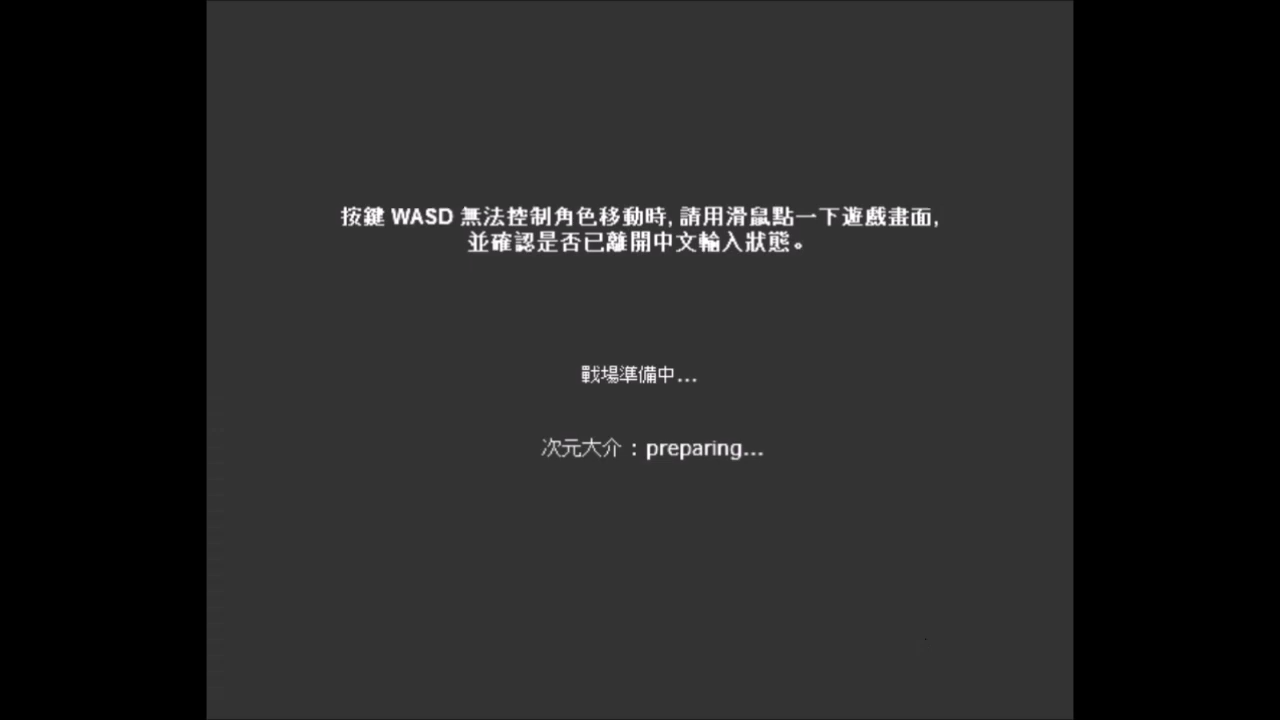 按鍵 WASD 無法控制角色移動時, 請用滑鼠點一下遊戲畫面,
並確認是否已離開中文輸入狀態。
戰場準備中...
次元大介 : preparing...